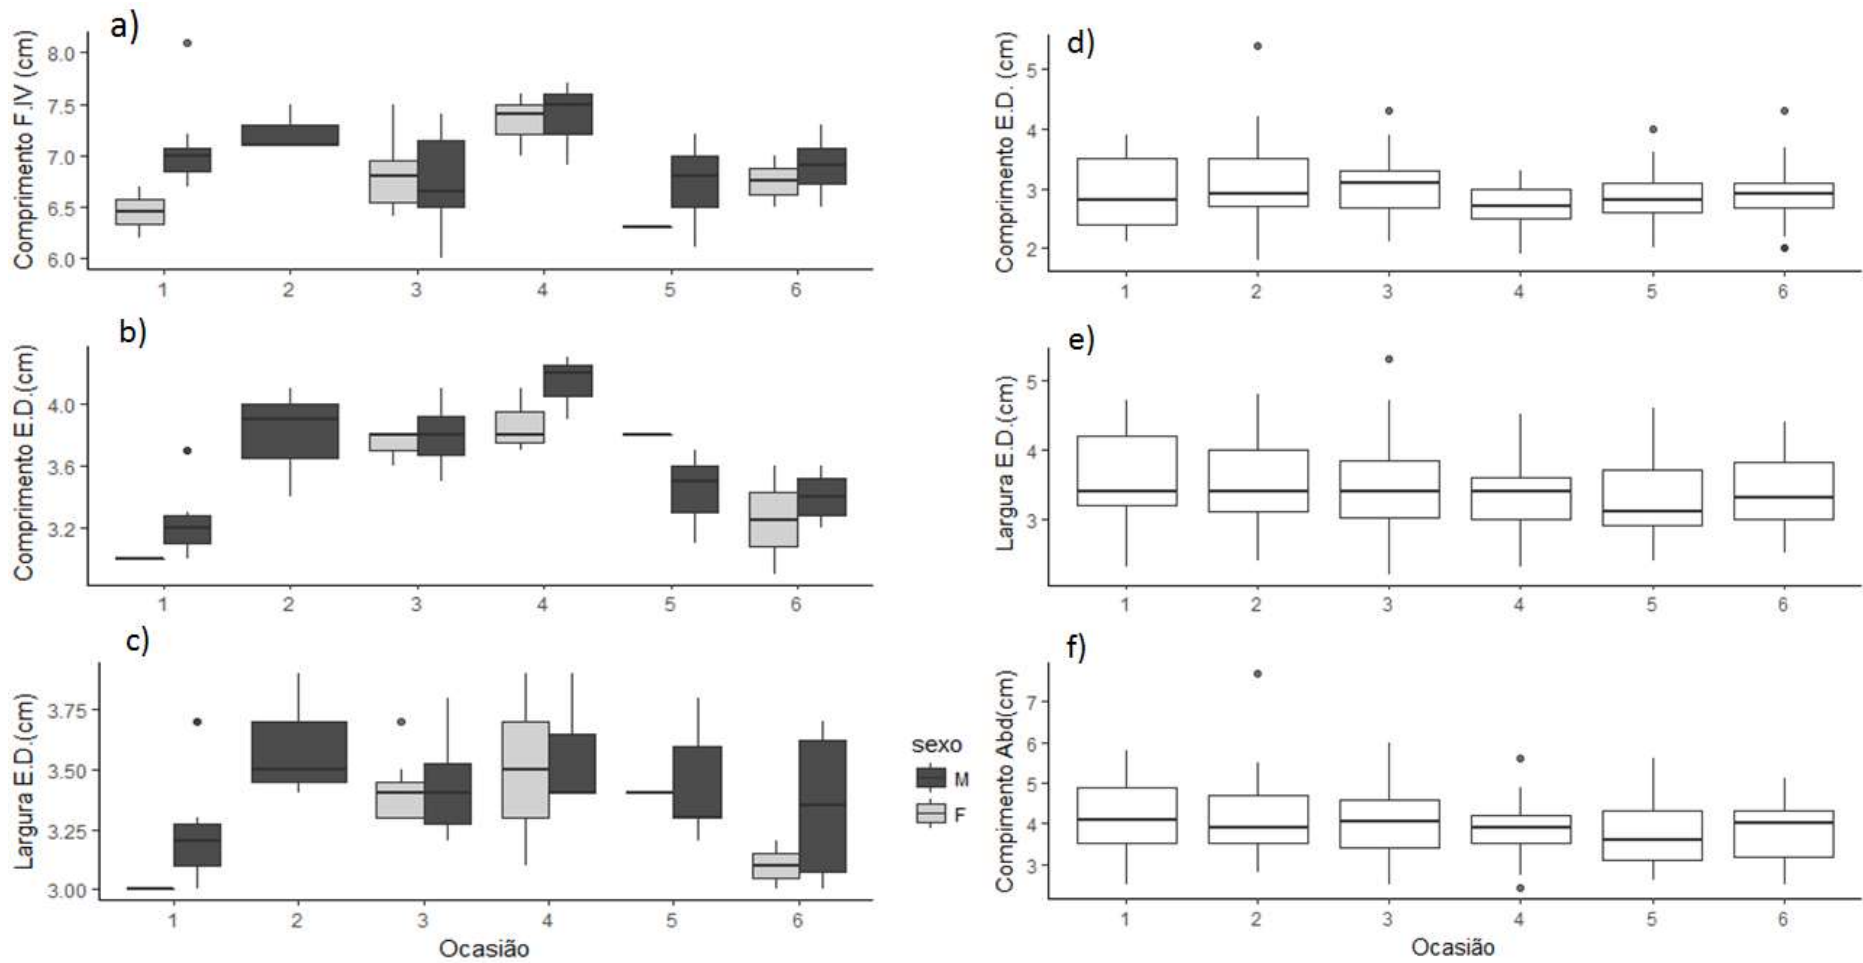 a)
Comprimento F.IV (cm)
8.0
7.5
7.0
6.5
6.0
1 2 3 4 5 6
b)
Comprimento E.D.(cm)
4.0
3.6
3.2
1 2 3 4 5 6
c)
Largura E.D.(cm)
3.75
3.50
3.25
3.00
1 2 3 4 5 6
Ocasião
sexo
M
F
d)
Comprimento E.D. (cm)
5
4
3
2
1 2 3 4 5 6
e)
Largura E.D.(cm)
5
4
3
1 2 3 4 5 6
f)
Compimento Abd(cm)
7
6
5
4
3
1 2 3 4 5 6
Ocasião